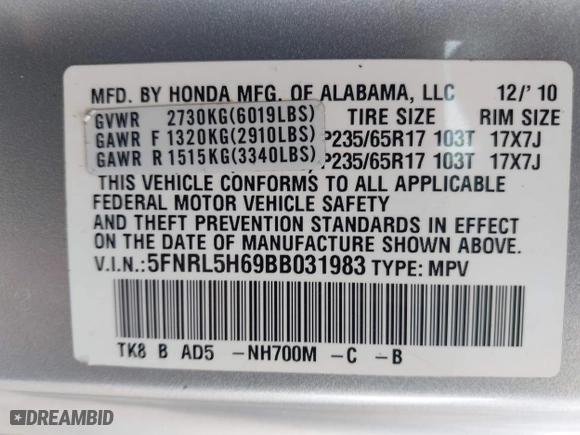 MFD. BY HONDA MFG. OF ALABAMA, LLC 12/' 10
GVWR 2730KG(6019LBS) TIRE SIZE RIM SIZE
GAWR F 1320KG(2910LBS) P235/65R17 103T 17X7J
GAWR R 1515KG(3340LBS) P235/65R17 103T 17X7J
THIS VEHICLE CONFORMS TO ALL APPLICABLE
FEDERAL MOTOR VEHICLE SAFETY
AND THEFT PREVENTION STANDARDS IN EFFECT
ON THE DATE OF MANUFACTURE SHOWN ABOVE.
V.I.N.: 5FNRL5H69BB031983 TYPE: MPV
TK8 B AD5 -NH700M -C -B
DREAMBID